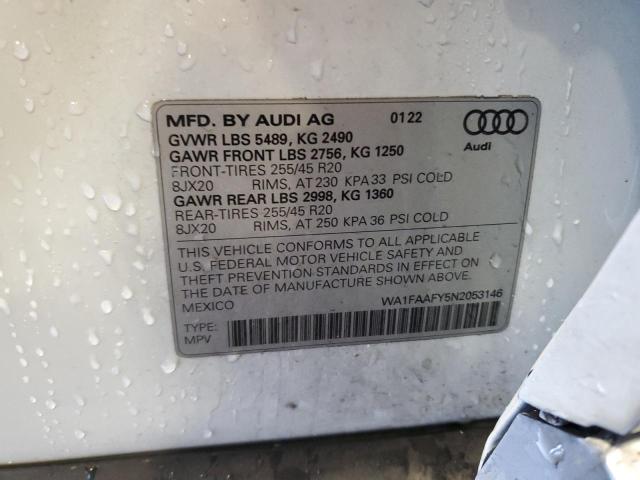 MFD. BY AUDI AG 01 22
GVWR LBS 5489, KG 2490
GAWR FRONT LBS 2756, KG 1250
FRONT-TIRES 255/45 R20
8JX20 RIMS, AT 230 KPA 33 PSI COLD
GAWR REAR LBS 2998, KG 1360
REAR-TIRES 255/45 R20
8JX20 RIMS, AT 250 KPA 36 PSI COLD
Audi
THIS VEHICLE CONFORMS TO ALL APPLICABLE
U.S. FEDERAL MOTOR VEHICLE SAFETY AND
THEFT PREVENTION STANDARDS IN EFFECT ON
THE DATE OF MANUFACTURE SHOWN ABOVE.
MEXICO WA1FAAFY5N2053146
TYPE:
MPV